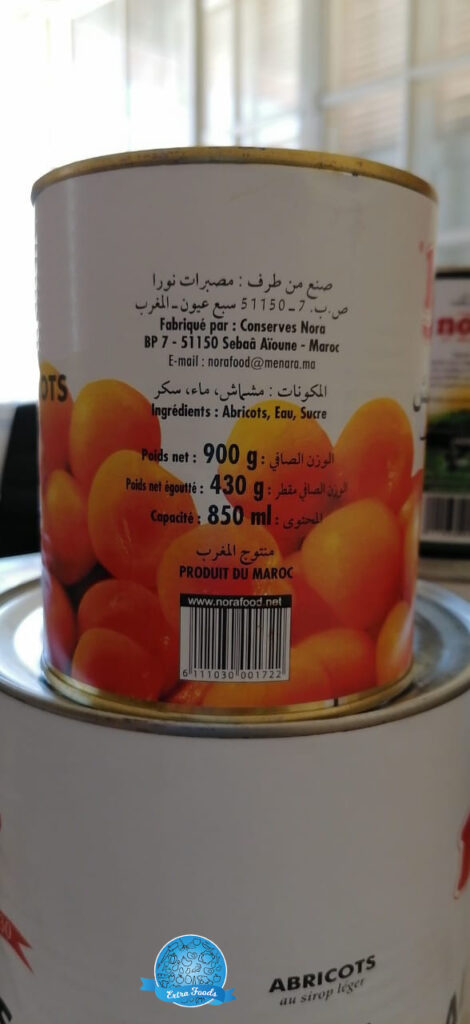 صنع من طرف : مصبرات نورا
ص.ب. 7 ـ 51150 سبع عيون ـ المغرب
Fabriqué par : Conserves Nora
BP 7 - 51150 Sebaâ Aïoune - Maroc
E-mail : norafood@menara.ma
المكونات : مشماش، ماء، سكر
Ingrédients : Abricots, Eau, Sucre
Poids net : 900 g : الوزن الصافي
Poids net égoutté : 430 g : الوزن الصافي مقطر
Capacité : 850 ml : المحتوى
منتوج المغرب
PRODUIT DU MAROC
www.norafood.net
6 111030 001722
ABRICOTS
au sirop léger
Extra Foods